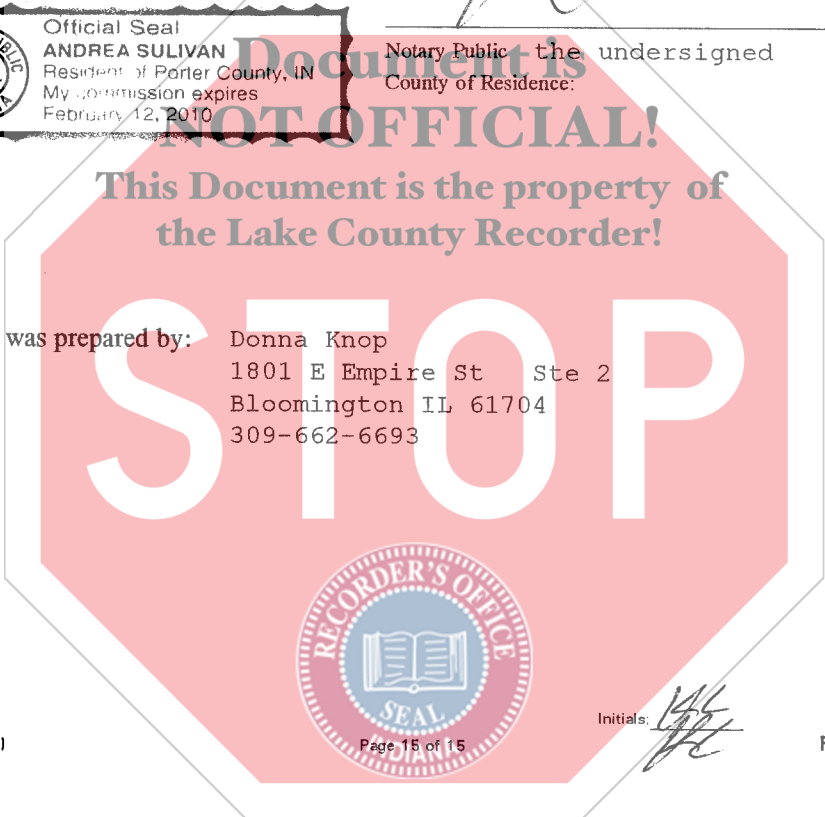 Official Seal
ANDREA SULIVAN
Resident of Porter County, IN
My commission expires
February 12, 2010
Notary Public the undersigned
County of Residence:
Document is
NOT OFFICIAL!
This Document is the property of
the Lake County Recorder!
STOP
was prepared by: Donna Knop
1801 E Empire St Ste 2
Bloomington IL 61704
309-662-6693
RECORDER'S OFFICE
SEAL
INDIANA
Initials:
Page 15 of 15